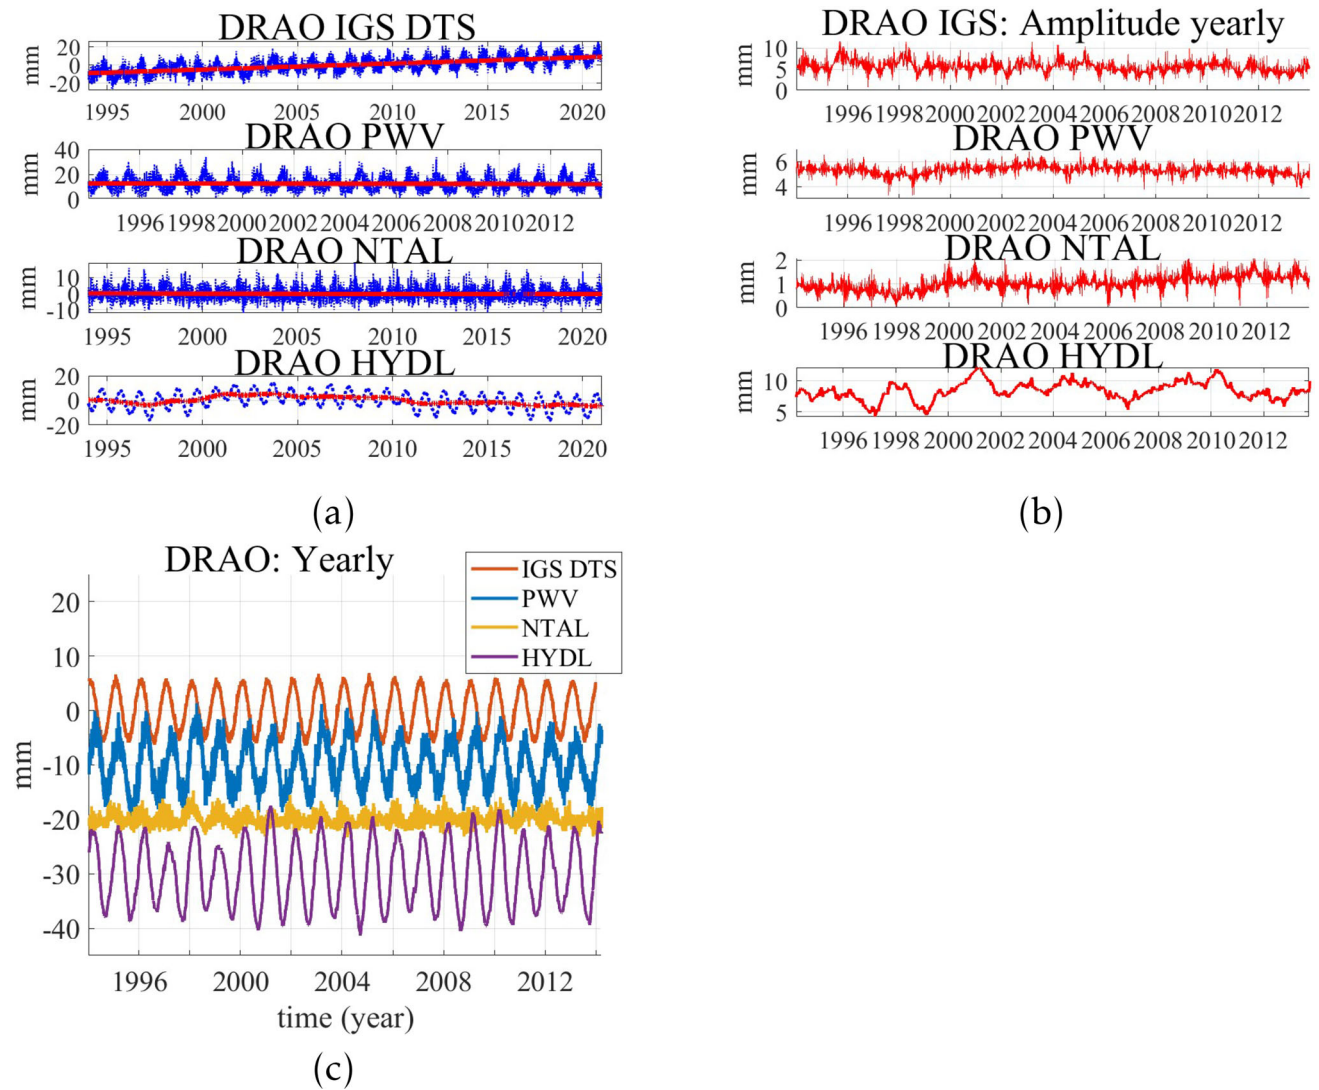 DRAO IGS DTS
mm
20
0
-20
1995 2000 2005 2010 2015 2020
DRAO PWV
mm
40
20
0
1996 1998 2000 2002 2004 2006 2008 2010 2012
DRAO NTAL
mm
10
0
-10
1995 2000 2005 2010 2015 2020
DRAO HYDL
mm
20
0
-20
1995 2000 2005 2010 2015 2020
(a)
DRAO IGS: Amplitude yearly
mm
10
5
0
1996 1998 2000 2002 2004 2006 2008 2010 2012
DRAO PWV
mm
6
4
1996 1998 2000 2002 2004 2006 2008 2010 2012
DRAO NTAL
mm
2
1
0
1996 1998 2000 2002 2004 2006 2008 2010 2012
DRAO HYDL
mm
10
5
1996 1998 2000 2002 2004 2006 2008 2010 2012
(b)
DRAO: Yearly
IGS DTS
PWV
NTAL
HYDL
mm
20
10
0
-10
-20
-30
-40
1996 2000 2004 2008 2012
time (year)
(c)